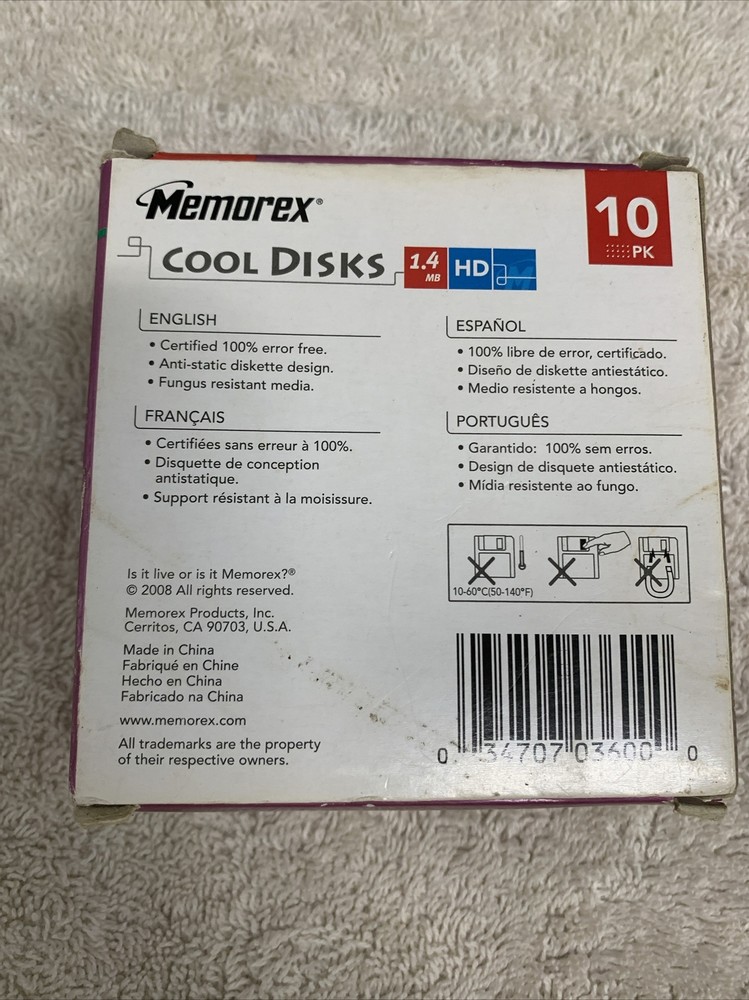 Memorex®
10
PK
COOL DISKS
1.4
MB
HD
ENGLISH
• Certified 100% error free.
• Anti-static diskette design.
• Fungus resistant media.
FRANÇAIS
• Certifiées sans erreur à 100%.
• Disquette de conception
antistatique.
• Support résistant à la moisissure.
ESPAÑOL
• 100% libre de error, certificado.
• Diseño de diskette antiestático.
• Medio resistente a hongos.
PORTUGUÊS
• Garantido: 100% sem erros.
• Design de disquete antiestático.
• Mídia resistente ao fungo.
10-60°C(50-140°F)
Is it live or is it Memorex?®
© 2008 All rights reserved.
Memorex Products, Inc.
Cerritos, CA 90703, U.S.A.
Made in China
Fabriqué en Chine
Hecho en China
Fabricado na China
www.memorex.com
All trademarks are the property
of their respective owners.
0 34707 03600 0